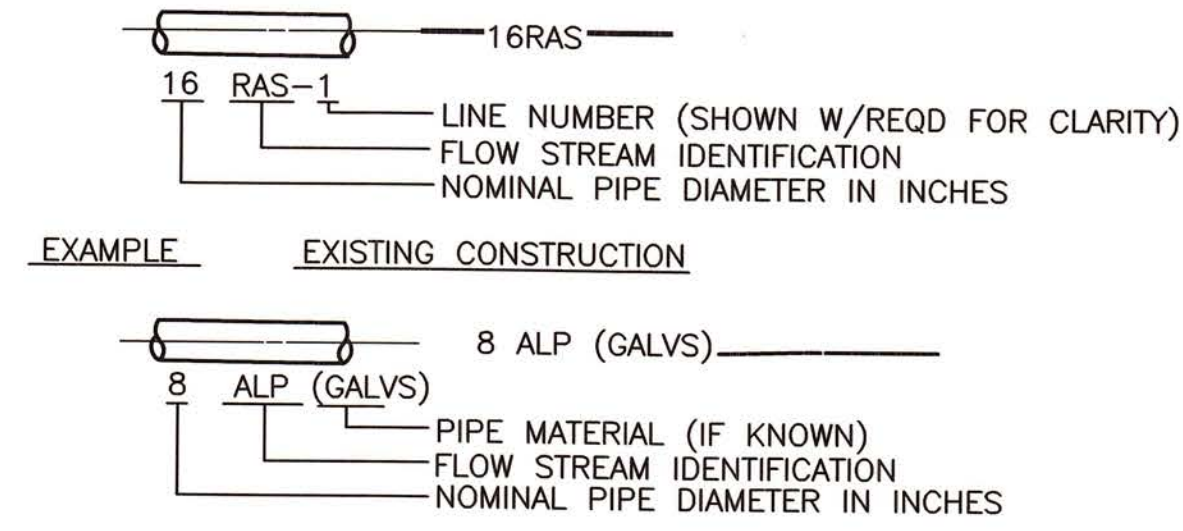 16RAS
16 RAS-1
LINE NUMBER (SHOWN W/REQD FOR CLARITY)
FLOW STREAM IDENTIFICATION
NOMINAL PIPE DIAMETER IN INCHES
EXAMPLE EXISTING CONSTRUCTION
8 ALP (GALVS)
8 ALP (GALVS)
PIPE MATERIAL (IF KNOWN)
FLOW STREAM IDENTIFICATION
NOMINAL PIPE DIAMETER IN INCHES